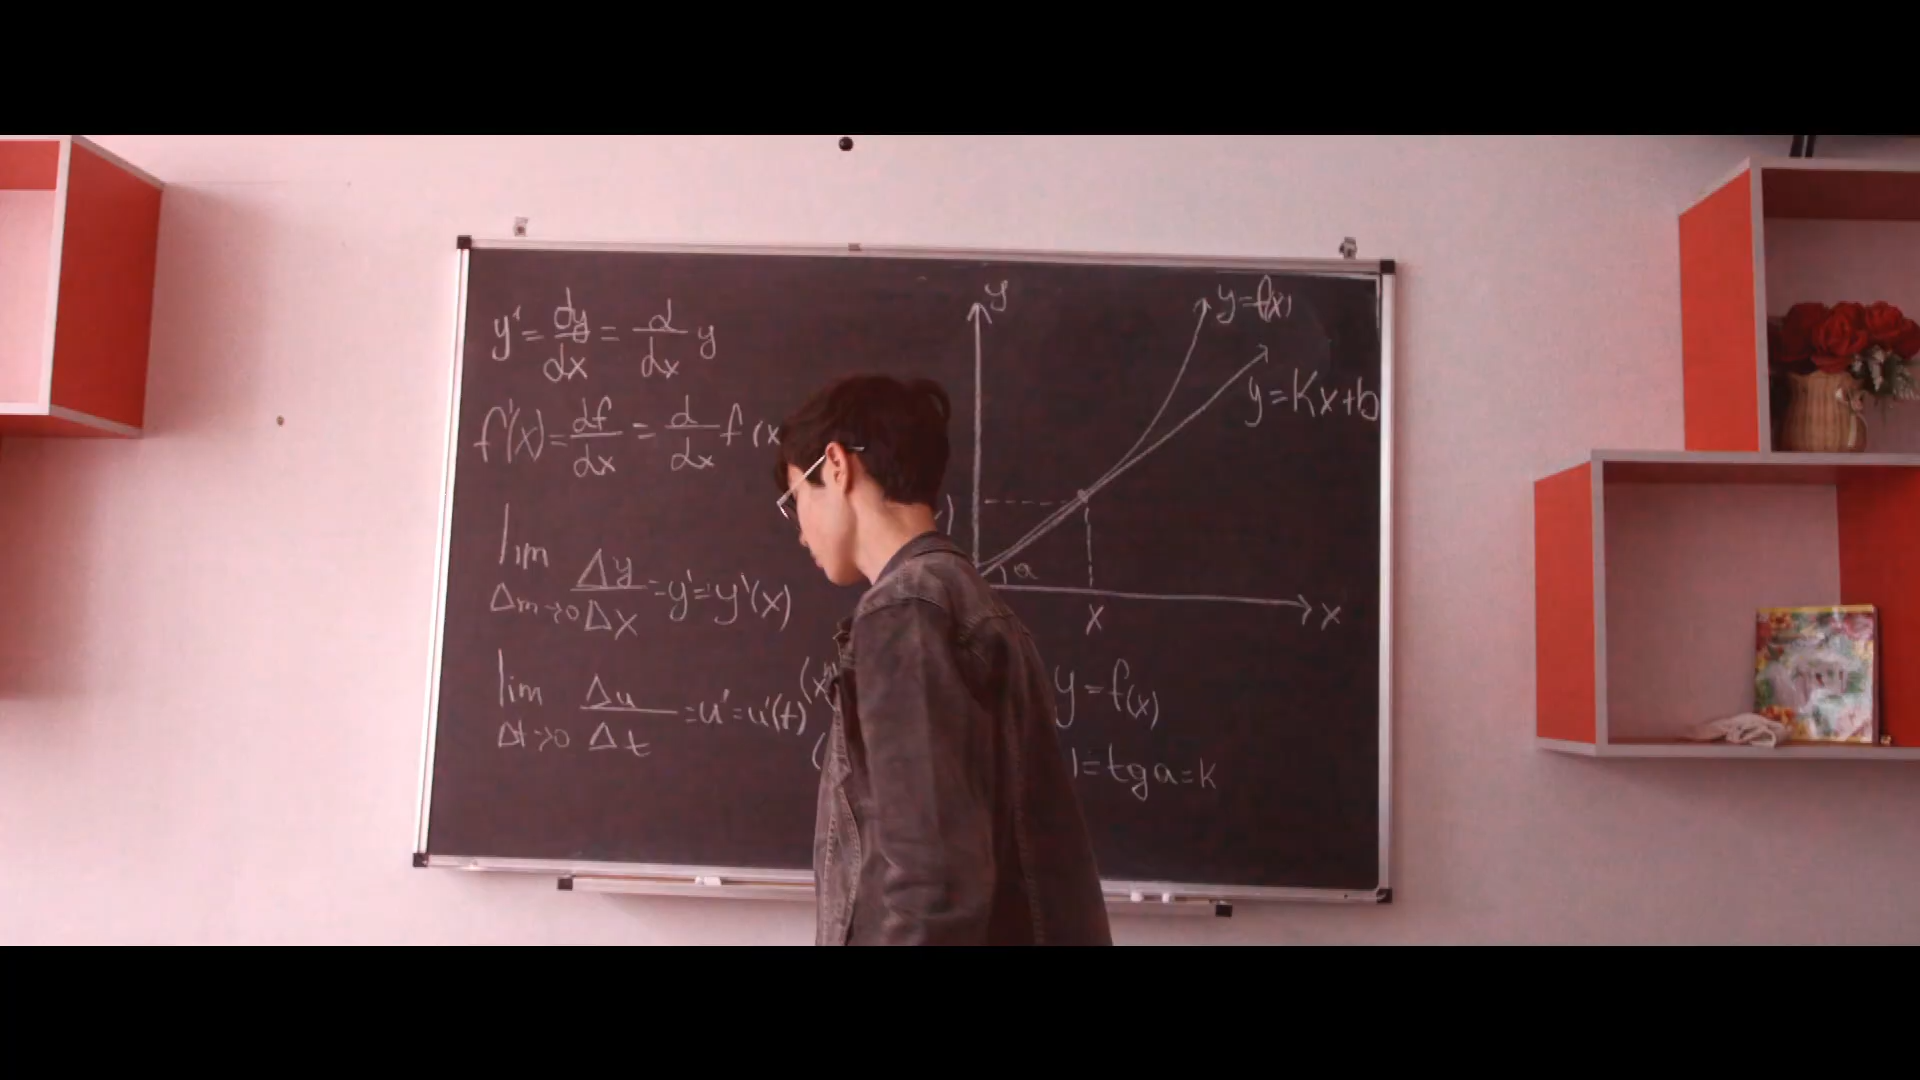 y' = dy/dx = d/dx y
f'(x) = df/dx = d/dx f(x
lim Δm→0 Δy/Δx = y' = y'(x)
lim Δt→0 Δu/Δt = u' = u'(t)
y
y=f(x)
y=Kx+b
a
x
x
y=f(x)
=tga=k